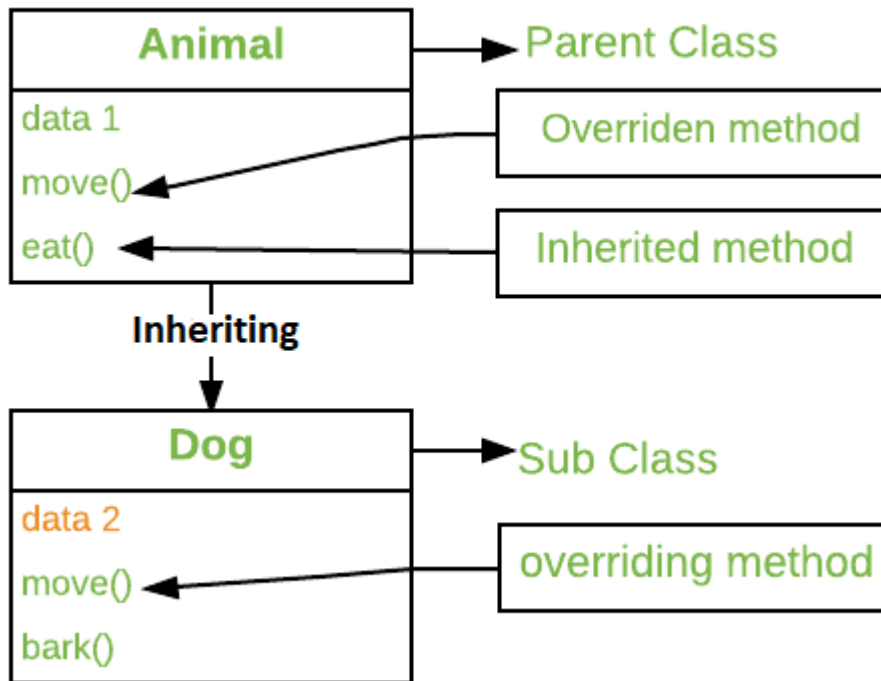 Animal
Parent Class
data 1
Overriden method
move()
eat()
Inherited method
Inheriting
Dog
Sub Class
data 2
move()
overriding method
bark()